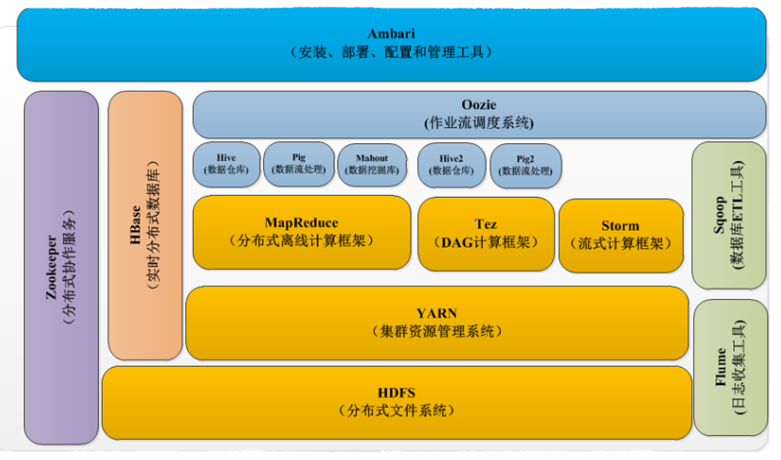 Ambari
（安装、部署、配置和管理工具）
Zookeeper
（分布式协作服务）
HBase
（实时分布式数据库）
Oozie
(作业流调度系统)
Hive
(数据仓库)
Pig
(数据流处理)
Mahout
(数据挖掘库)
Hive2
(数据仓库)
Pig2
(数据流处理)
MapReduce
（分布式离线计算框架）
Tez
（DAG计算框架）
Storm
（流式计算框架）
Sqoop
(数据库ETL工具)
YARN
（集群资源管理系统）
Flume
(日志收集工具)
HDFS
（分布式文件系统）